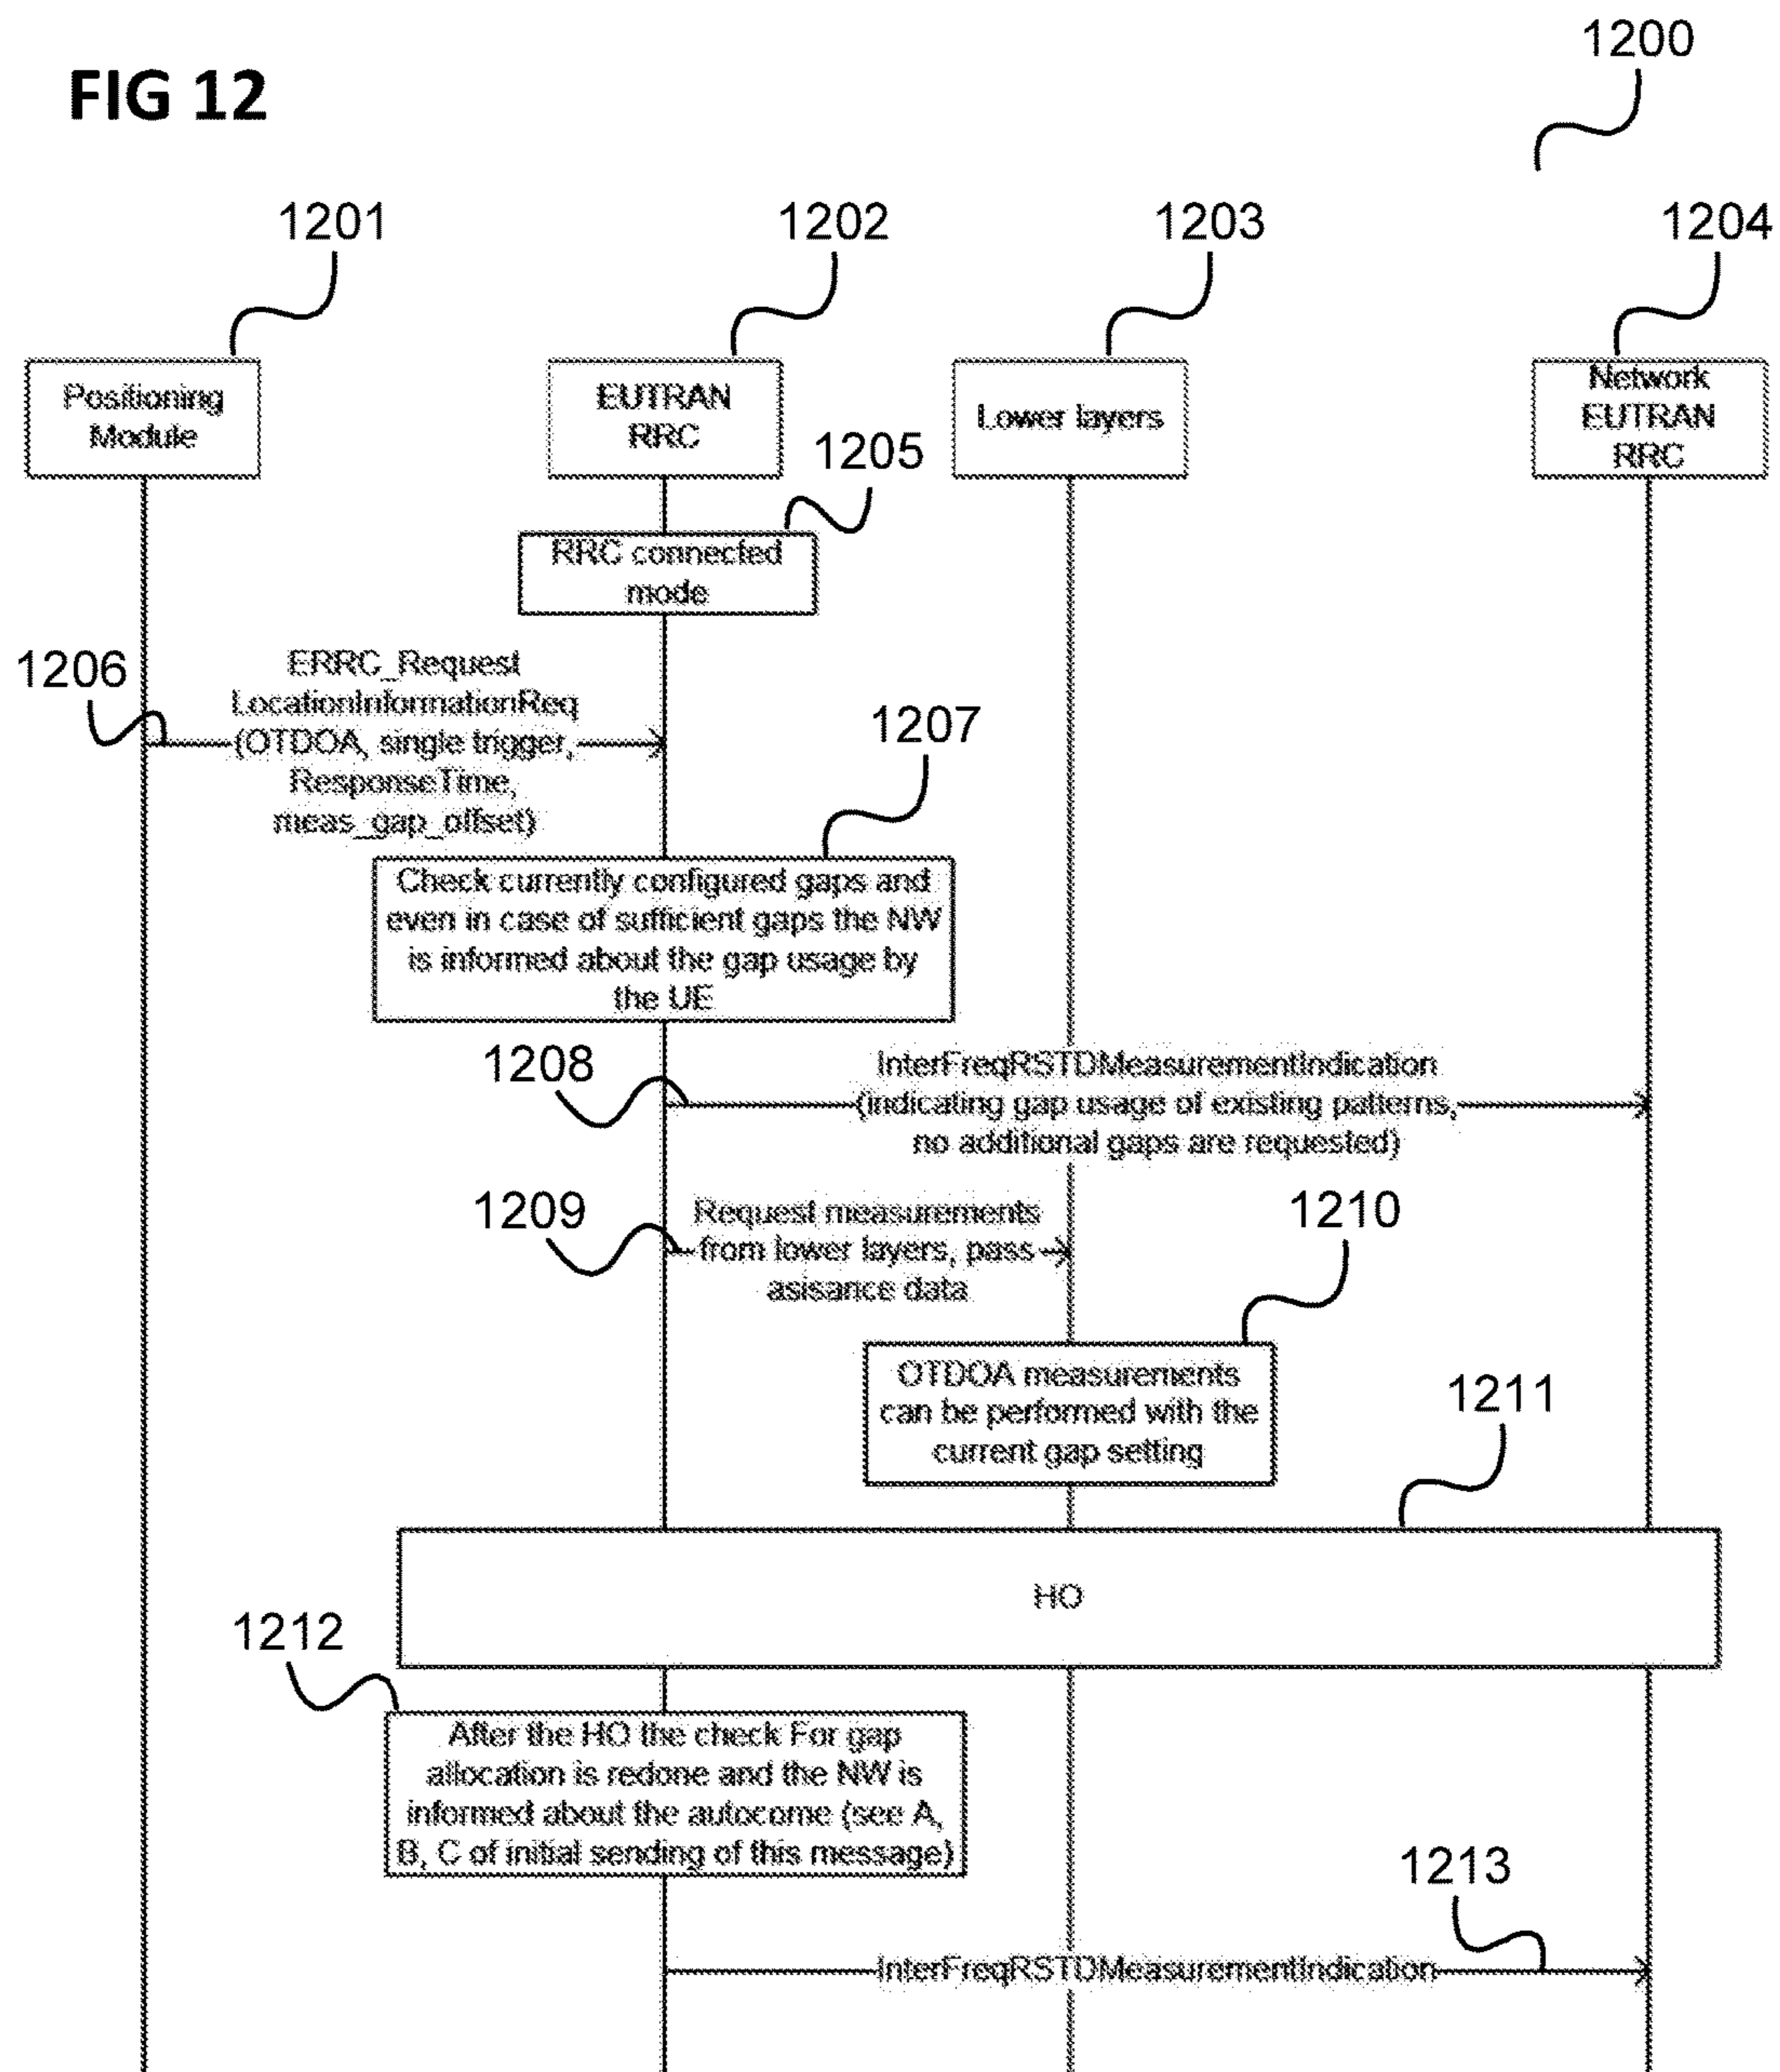 FIG 12
1200
1201
1202
1203
1204
Positioning
Module
EUTRAN
RRC
Lower layers
Network
EUTRAN
RRC
1205
RRC connected
mode
1206
ERRC_Request
LocationInformationReq
(OTDOA, single trigger,
ResponseTime,
meas_gap_offset)
1207
Check currently configured gaps and
even in case of sufficient gaps the NW
is informed about the gap usage by
the UE
1208
InterFreqRSTDMeasurementIndication
(indicating gap usage of existing patterns,
no additional gaps are requested)
1209
Request measurements
from lower layers, pass
asisance data
1210
OTDOA measurements
can be performed with the
current gap setting
1211
HO
1212
After the HO the check For gap
allocation is redone and the NW is
informed about the autocome (see A,
B, C of initial sending of this message)
1213
InterFreqRSTDMeasurementIndication